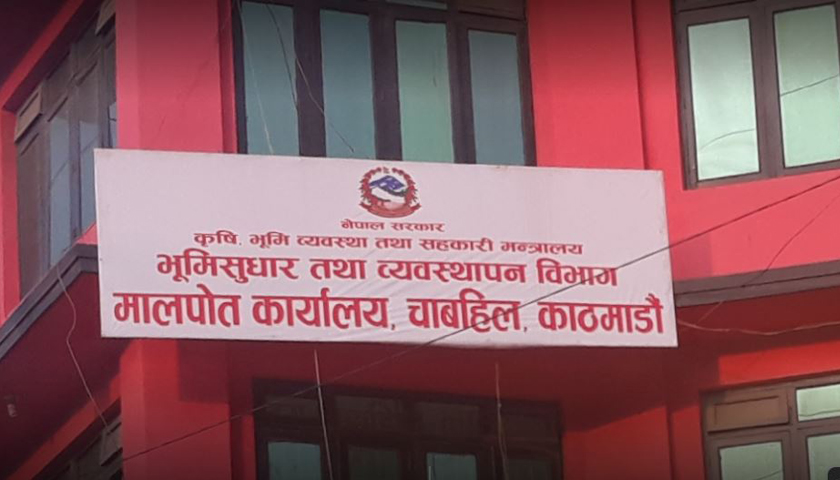 नेपाल सरकार
कृषि, भूमि व्यवस्था तथा सहकारी मन्त्रालय
भूमिसुधार तथा व्यवस्थापन विभाग
मालपोत कार्यालय, चाबहिल, काठमाडौं